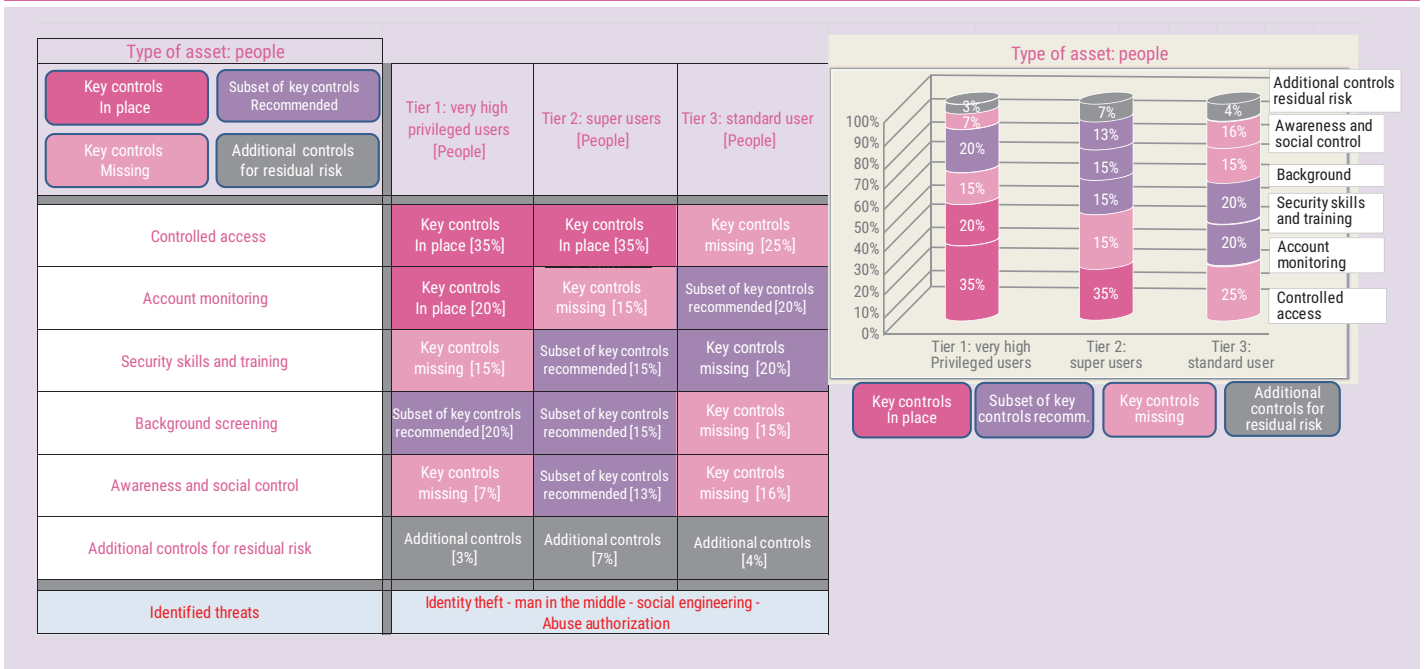 Type of asset: people
Key controls
In place
Subset of key controls
Recommended
Key controls
Missing
Additional controls
for residual risk
Tier 1: very high
privileged users
[People]
Tier 2: super users
[People]
Tier 3: standard user
[People]
Controlled access
Key controls
In place [35%]
Key controls
In place [35%]
Key controls
missing [25%]
Account monitoring
Key controls
In place [20%]
Key controls
missing [15%]
Subset of key controls
recommended [20%]
Security skills and training
Key controls
missing [15%]
Subset of key controls
recommended [15%]
Key controls
missing [20%]
Background screening
Subset of key controls
recommended [20%]
Subset of key controls
recommended [15%]
Key controls
missing [15%]
Awareness and social control
Key controls
missing [7%]
Subset of key controls
recommended [13%]
Key controls
missing [16%]
Additional controls for residual risk
Additional controls
[3%]
Additional controls
[7%]
Additional controls
[4%]
Identified threats
Identity theft - man in the middle - social engineering -
Abuse authorization
Type of asset: people
100%
90%
80%
70%
60%
50%
40%
30%
20%
10%
0%
3%
7%
20%
15%
20%
35%
7%
13%
15%
15%
15%
35%
4%
16%
15%
20%
20%
25%
Additional controls
residual risk
Awareness and
social control
Background
Security skills
and training
Account
monitoring
Controlled
access
Tier 1: very high
Privileged users
Tier 2:
super users
Tier 3:
standard user
Key controls
In place
Subset of key
controls recomm.
Key controls
missing
Additional
controls for
residual risk